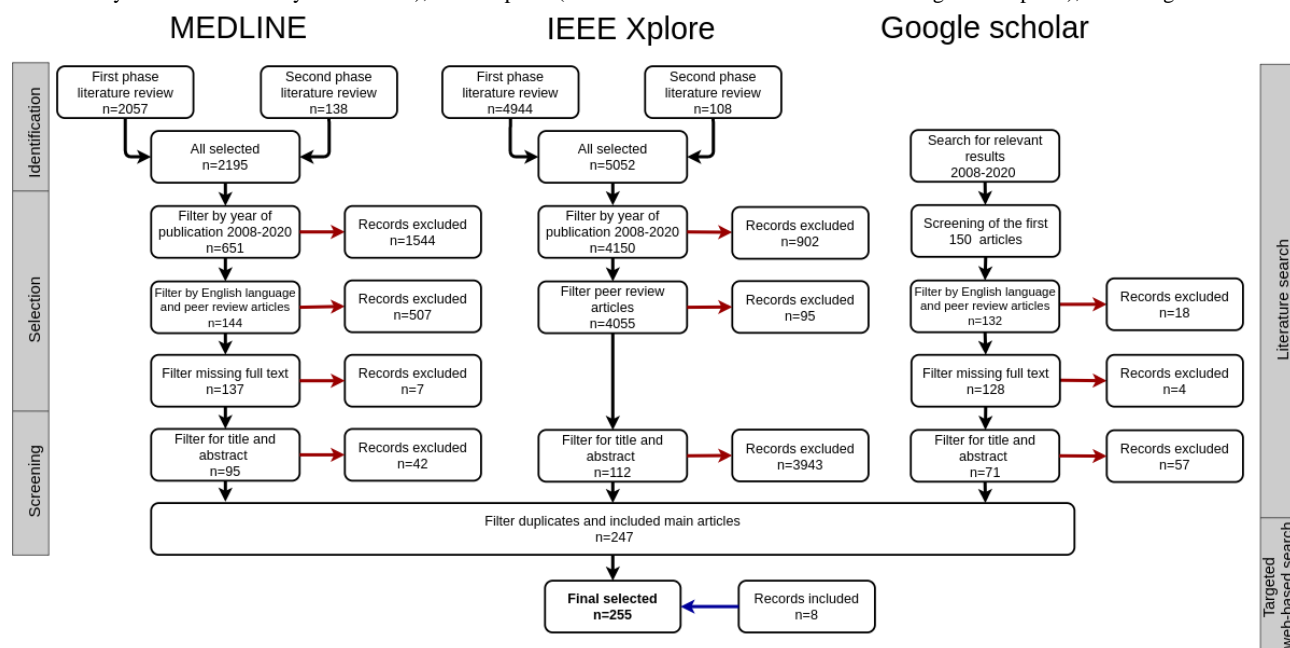 MEDLINE
IEEE Xplore
Google scholar
Identification
First phase
literature review
n=2057
Second phase
literature review
n=138
First phase
literature review
n=4944
Second phase
literature review
n=108
All selected
n=2195
All selected
n=5052
Search for relevant
results
2008-2020
Selection
Filter by year of
publication 2008-2020
n=651
Records excluded
n=1544
Filter by year of
publication 2008-2020
n=4150
Records excluded
n=902
Screening of the first
150 articles
Filter by English language
and peer review articles
n=144
Records excluded
n=507
Filter peer review
articles
n=4055
Records excluded
n=95
Filter by English language
and peer review articles
n=132
Records excluded
n=18
Filter missing full text
n=137
Records excluded
n=7
Filter missing full text
n=128
Records excluded
n=4
Screening
Filter for title and
abstract
n=95
Records excluded
n=42
Filter for title and
abstract
n=112
Records excluded
n=3943
Filter for title and
abstract
n=71
Records excluded
n=57
Filter duplicates and included main articles
n=247
Final selected
n=255
Records included
n=8
Literature search
Targeted
web-based search